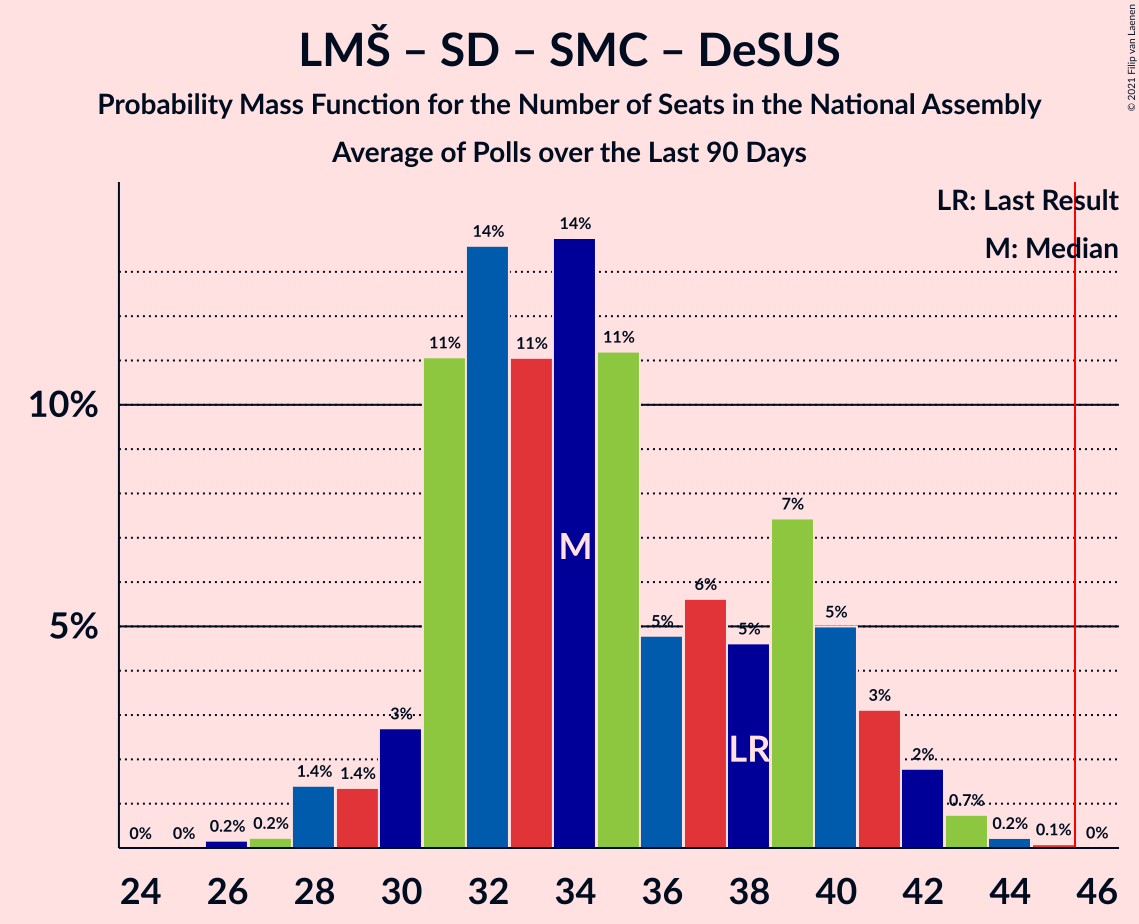 LMŠ – SD – SMC – DeSUS
Probability Mass Function for the Number of Seats in the National Assembly
Average of Polls over the Last 90 Days
© 2021 Filip van Laenen
LR: Last Result
M: Median
14%
14%
11%
11%
11%
10%
7%
M
6%
5%
5%
5%
5%
3%
3%
LR
2%
1.4%
1.4%
0.7%
0%
0%
0.2%
0.2%
0.2%
0.1%
0%
24 26 28 30 32 34 36 38 40 42 44 46